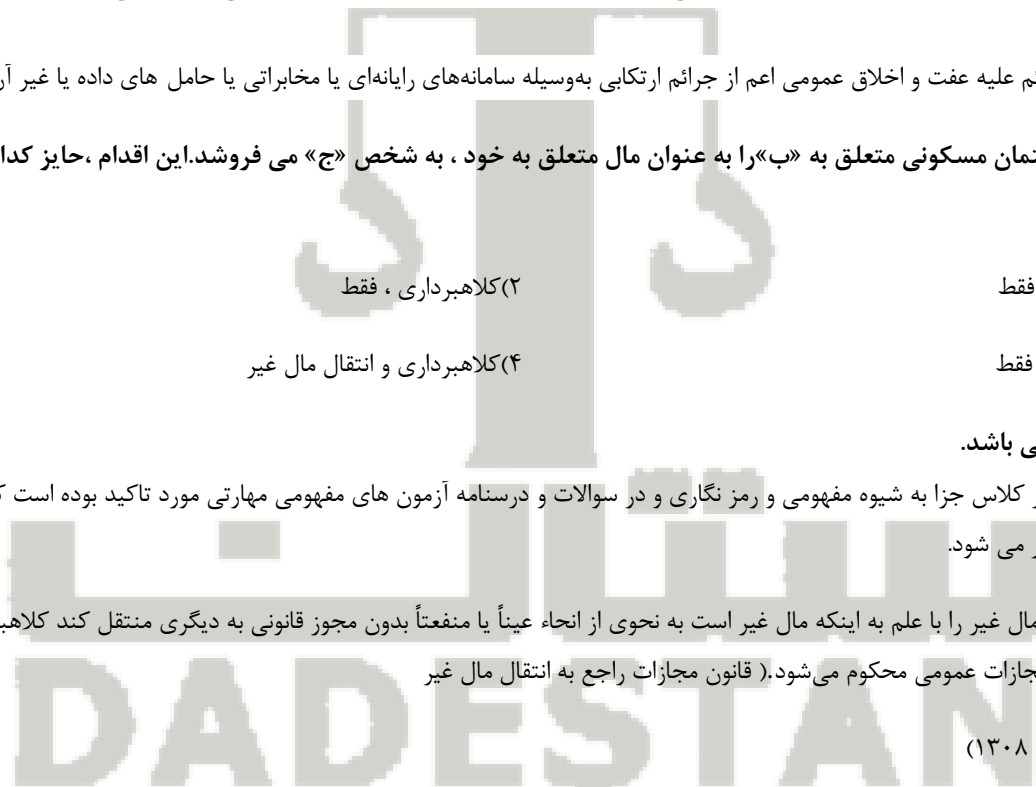 ئم علیه عفت و اخلاق عمومی اعم از جرائم ارتکابی به‌وسیله سامانه‌های رایانه‌ای یا مخابراتی یا حامل های داده یا غیر آن
تمان مسکونی متعلق به «ب»را به عنوان مال متعلق به خود ، به شخص «ج» می فروشد.این اقدام ،حایز کدا
فقط
۲)کلاهبرداری ، فقط
فقط
۴)کلاهبرداری و انتقال مال غیر
ی باشد.
ر کلاس جزا به شیوه مفهومی و رمز نگاری و در سوالات و درسنامه آزمون های مفهومی مهارتی مورد تاکید بوده است ک
ر می شود.
مال غیر را با علم به اینکه مال غیر است به نحوی از انحاء عیناً یا منفعتاً بدون مجوز قانونی به دیگری منتقل کند کلاهب
جازات عمومی محکوم می‌شود.( قانون مجازات راجع به انتقال مال غیر
۱۳۰۸)
DADESTAN